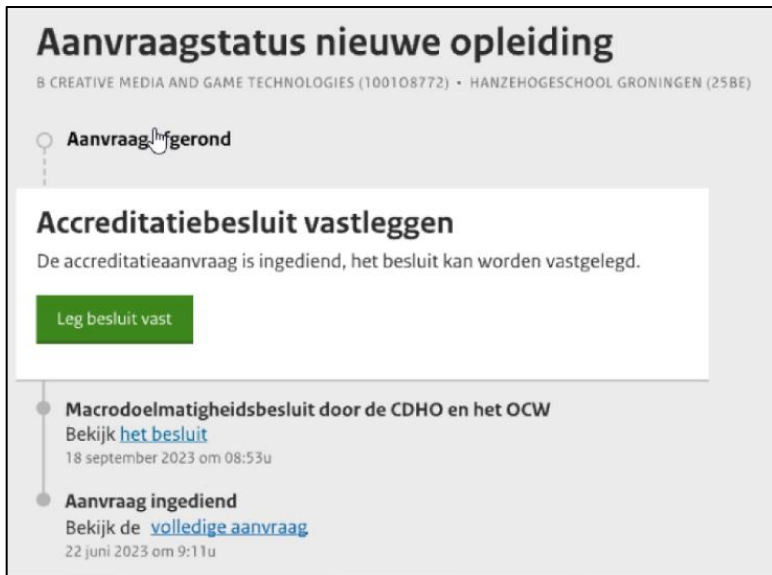 Aanvraagstatus nieuwe opleiding
B CREATIVE MEDIA AND GAME TECHNOLOGIES (1001O8772) • HANZEHOGESCHOOL GRONINGEN (25BE)
Aanvraag afgerond
Accreditatiebesluit vastleggen
De accreditatieaanvraag is ingediend, het besluit kan worden vastgelegd.
Leg besluit vast
Macrodoelmatigheidsbesluit door de CDHO en het OCW
Bekijk het besluit
18 september 2023 om 08:53u
Aanvraag ingediend
Bekijk de volledige aanvraag
22 juni 2023 om 9:11u